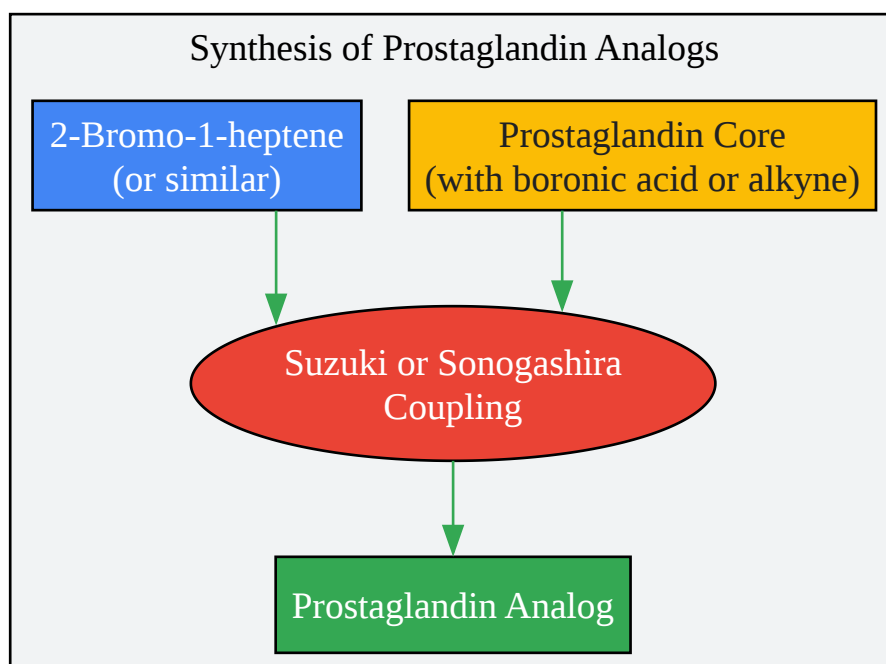 Synthesis of Prostaglandin Analogs
2-Bromo-1-heptene
(or similar)
Prostaglandin Core
(with boronic acid or alkyne)
Suzuki or Sonogashira
Coupling
Prostaglandin Analog